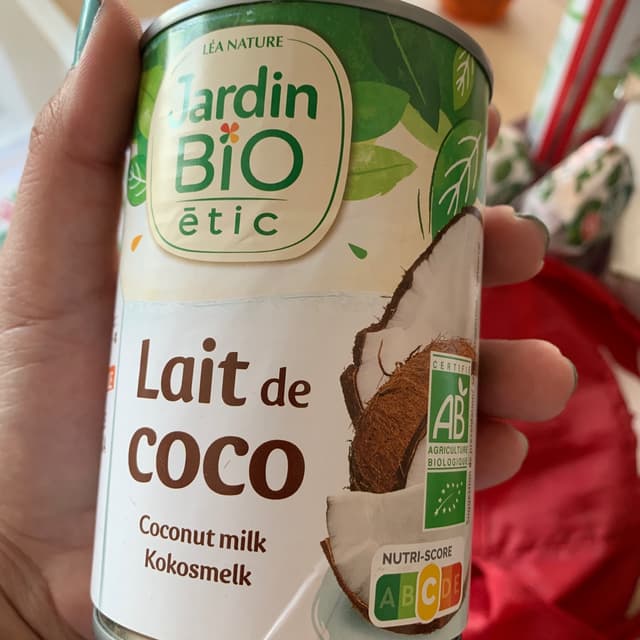 LÉA NATURE
Jardin
BiO
ētic
Lait de
coco
Coconut milk
Kokosmelk
CERTIFIÉ
AB
AGRICULTURE
BIOLOGIQUE
NUTRI-SCORE
A B C D E